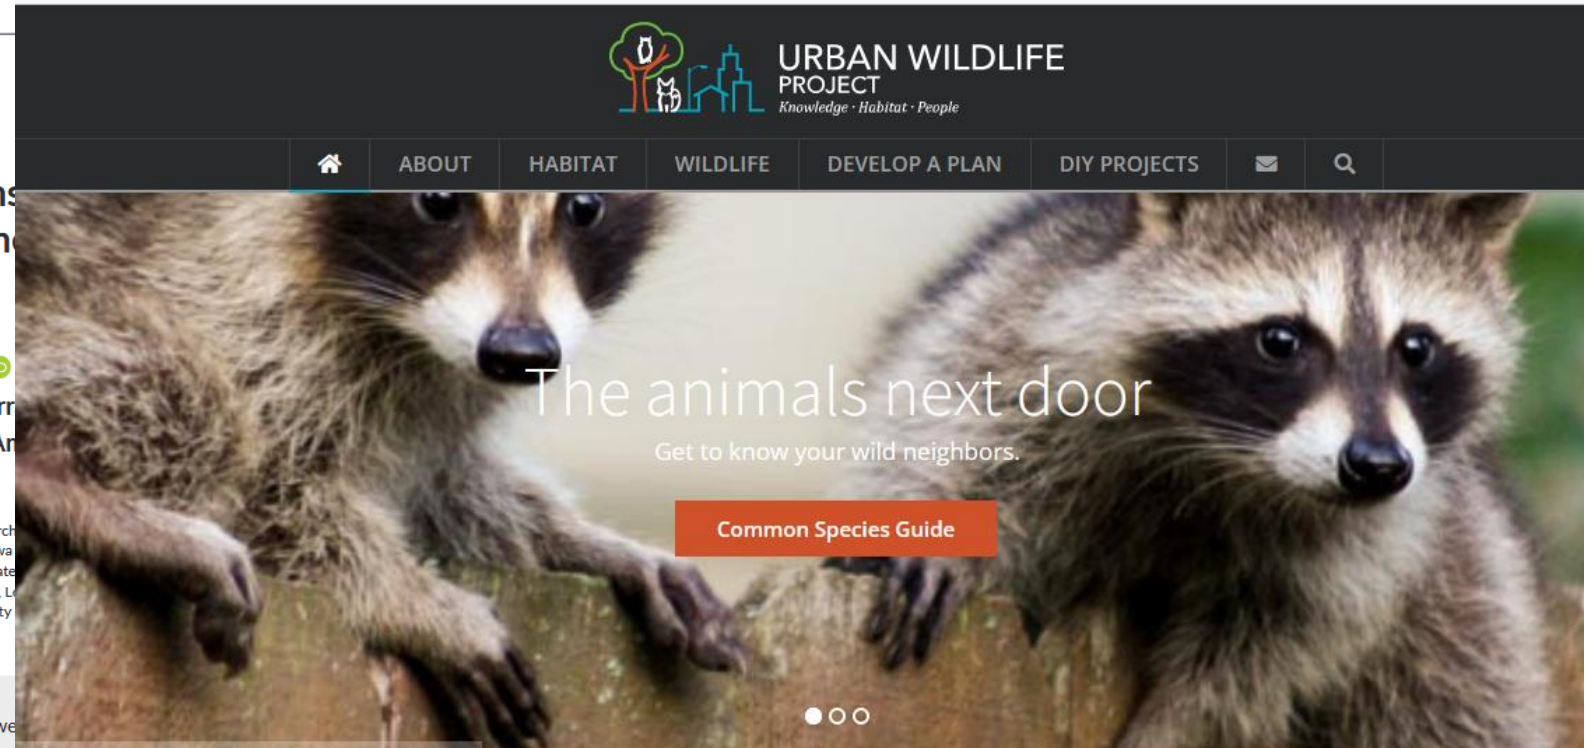 URBAN WILDLIFE
PROJECT
Knowledge · Habitat · People
ABOUT HABITAT WILDLIFE DEVELOP A PLAN DIY PROJECTS
The animals next door
Get to know your wild neighbors.
Common Species Guide